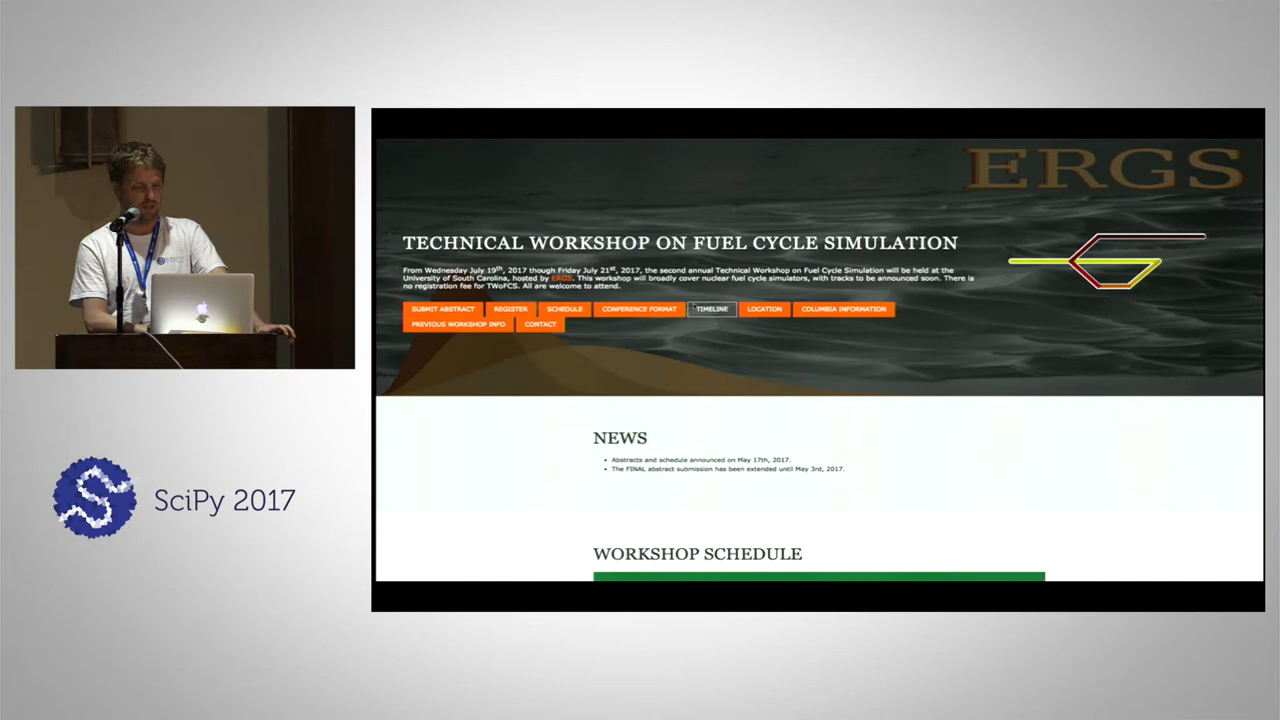 ERGS
TECHNICAL WORKSHOP ON FUEL CYCLE SIMULATION
From Wednesday July 19th, 2017 though Friday July 21st, 2017, the second annual Technical Workshop on Fuel Cycle Simulation will be held at the
University of South Carolina, hosted by ERGS. This workshop will broadly cover nuclear fuel cycle simulators, with tracks to be announced soon. There is
no registration fee for TWoFCS. All are welcome to attend.
SUBMIT ABSTRACT REGISTER SCHEDULE CONFERENCE FORMAT TIMELINE LOCATION COLUMBIA INFORMATION
PREVIOUS WORKSHOP INFO CONTACT
NEWS
• Abstracts and schedule announced on May 17th, 2017.
• The FINAL abstract submission has been extended until May 3rd, 2017.
WORKSHOP SCHEDULE
SciPy 2017